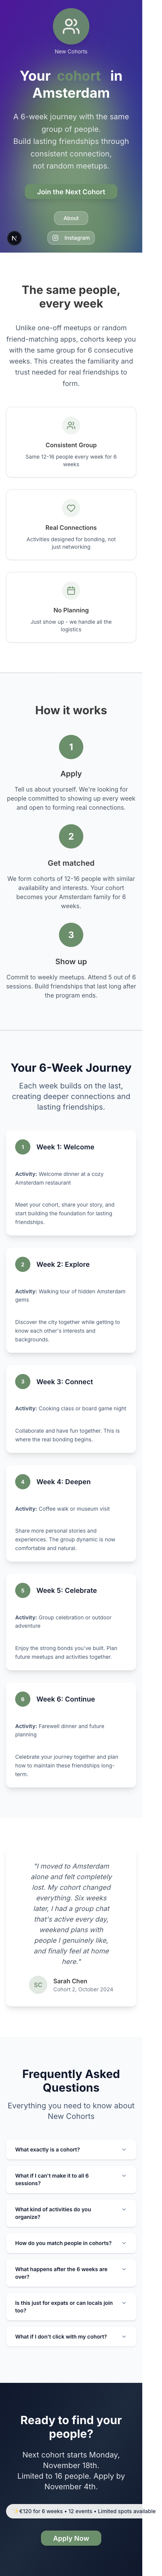 New Cohorts
Your cohort in
Amsterdam
A 6-week journey with the same
group of people.
Building lasting friendships through
consistent connection,
not random meetups.
Join the Next Cohort
About
N
Instagram
The same people,
every week
Unlike one-off meetups or random
friend-matching apps, cohorts keep you
with the same group for 6 consecutive
weeks. This creates the familiarity and
trust needed for real friendships to
form.
Consistent Group
Same 12-16 people every week for 6
weeks
Real Connections
Activities designed for bonding, not
just networking
No Planning
Just show up - we handle all the
logistics
How it works
1
Apply
Tell us about yourself. We're looking for
people committed to showing up every week
and open to forming real connections.
2
Get matched
We form cohorts of 12-16 people with similar
availability and interests. Your cohort
becomes your Amsterdam family for 6
weeks.
3
Show up
Commit to weekly meetups. Attend 5 out of 6
sessions. Build friendships that last long after
the program ends.
Your 6-Week Journey
Each week builds on the last,
creating deeper connections and
lasting friendships.
1
Week 1: Welcome
Activity: Welcome dinner at a cozy
Amsterdam restaurant
Meet your cohort, share your story, and
start building the foundation for lasting
friendships.
2
Week 2: Explore
Activity: Walking tour of hidden Amsterdam
gems
Discover the city together while getting to
know each other's interests and
backgrounds.
3
Week 3: Connect
Activity: Cooking class or board game night
Collaborate and have fun together. This is
where the real bonding begins.
4
Week 4: Deepen
Activity: Coffee walk or museum visit
Share more personal stories and
experiences. The group dynamic is now
comfortable and natural.
5
Week 5: Celebrate
Activity: Group celebration or outdoor
adventure
Enjoy the strong bonds you've built. Plan
future meetups and activities together.
6
Week 6: Continue
Activity: Farewell dinner and future
planning
Celebrate your journey together and plan
how to maintain these friendships long-
term.
"I moved to Amsterdam
alone and felt completely
lost. My cohort changed
everything. Six weeks
later, I had a group chat
that's active every day,
weekend plans with
people I genuinely like,
and finally feel at home
here."
SC
Sarah Chen
Cohort 2, October 2024
Frequently Asked
Questions
Everything you need to know about
New Cohorts
What exactly is a cohort?
What if I can't make it to all 6
sessions?
What kind of activities do you
organize?
How do you match people in cohorts?
What happens after the 6 weeks are
over?
Is this just for expats or can locals join
too?
What if I don't click with my cohort?
Ready to find your
people?
Next cohort starts Monday,
November 18th.
Limited to 16 people. Apply by
November 4th.
€120 for 6 weeks • 12 events • Limited spots available
Apply Now